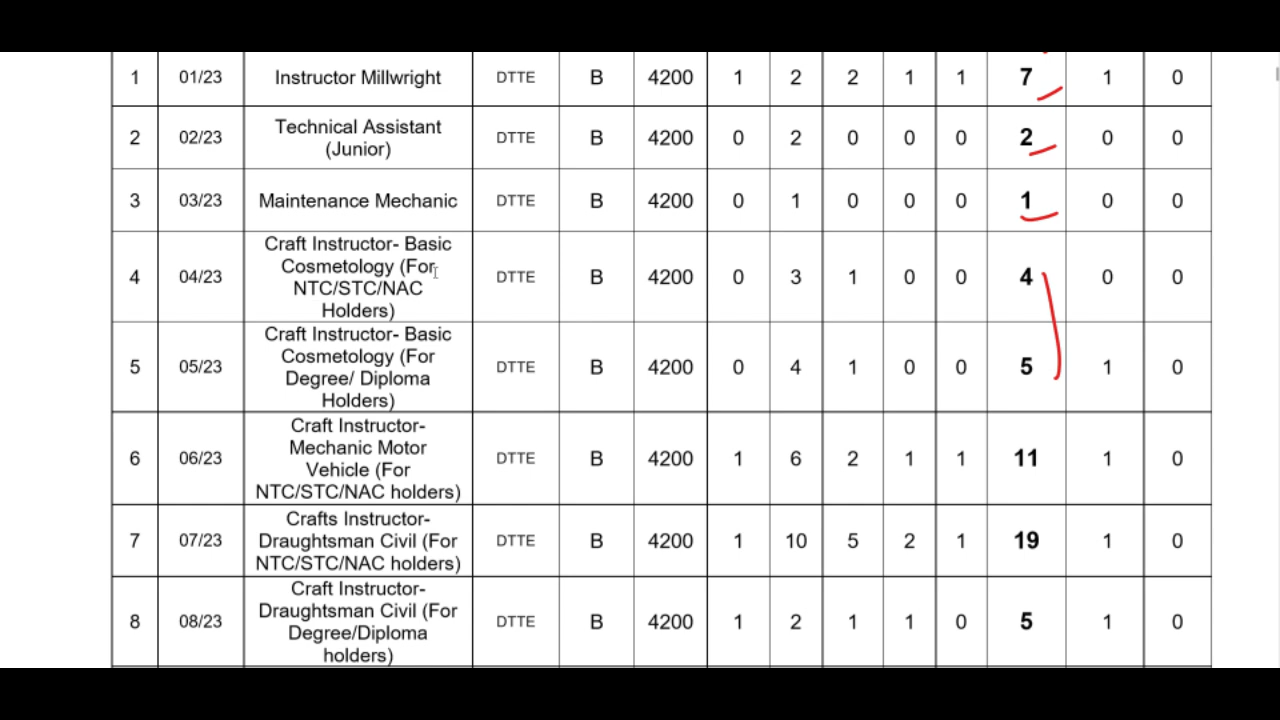 1 01/23 Instructor Millwright DTTE B 4200 1 2 2 1 1 7 1 0
2 02/23 Technical Assistant
(Junior) DTTE B 4200 0 2 0 0 0 2 0 0
3 03/23 Maintenance Mechanic DTTE B 4200 0 1 0 0 0 1 0 0
4 04/23 Craft Instructor- Basic
Cosmetology (For
NTC/STC/NAC
Holders) DTTE B 4200 0 3 1 0 0 4 0 0
5 05/23 Craft Instructor- Basic
Cosmetology (For
Degree/ Diploma
Holders) DTTE B 4200 0 4 1 0 0 5 1 0
6 06/23 Craft Instructor-
Mechanic Motor
Vehicle (For
NTC/STC/NAC holders) DTTE B 4200 1 6 2 1 1 11 1 0
7 07/23 Crafts Instructor-
Draughtsman Civil (For
NTC/STC/NAC holders) DTTE B 4200 1 10 5 2 1 19 1 0
8 08/23 Craft Instructor-
Draughtsman Civil (For
Degree/Diploma
holders) DTTE B 4200 1 2 1 1 0 5 1 0